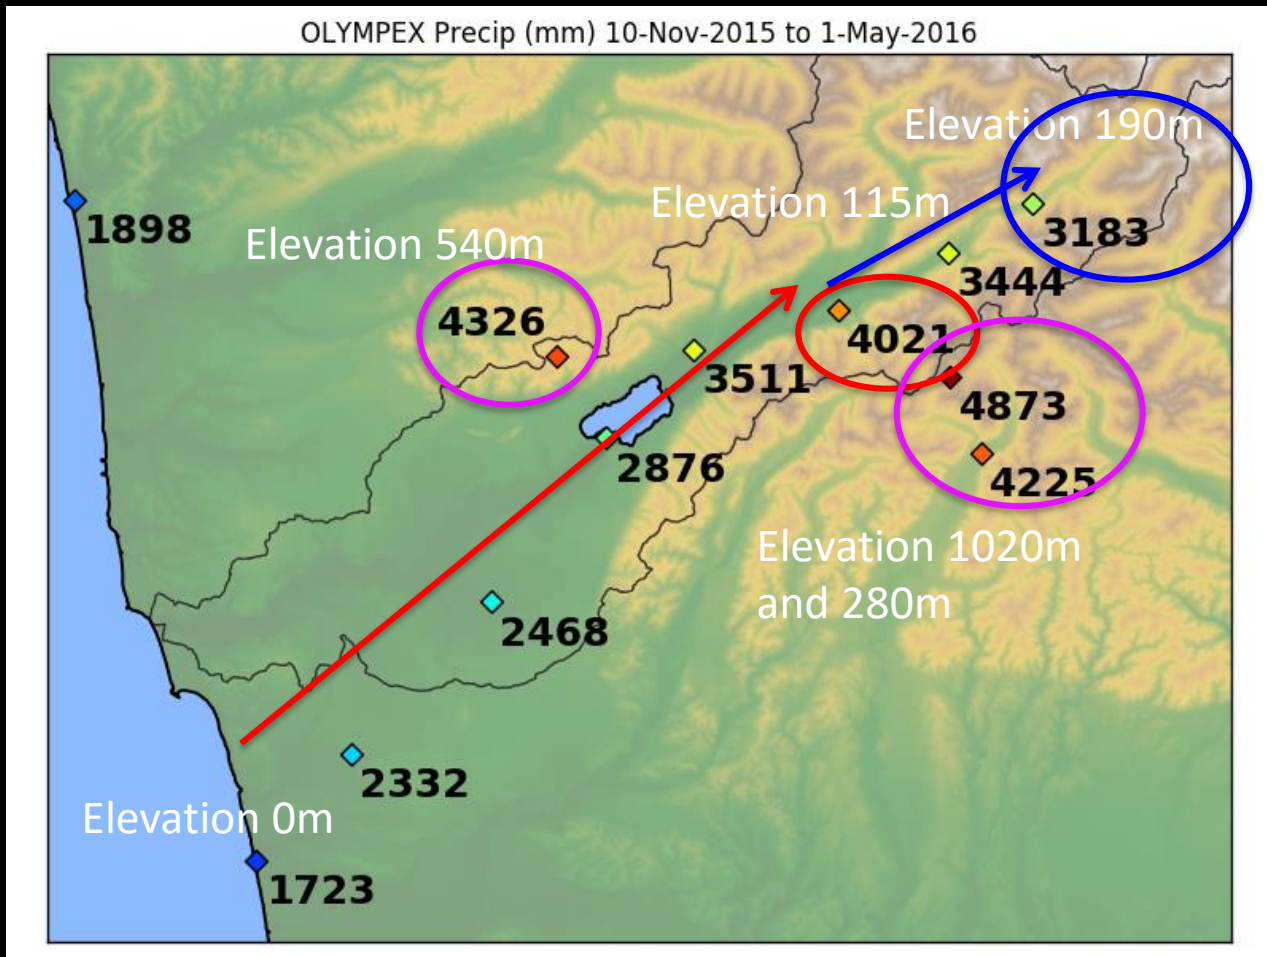 OLYMPEX Precip (mm) 10-Nov-2015 to 1-May-2016
Elevation 190m
Elevation 115m
1898
3183
Elevation 540m
3444
4326
4021
3511
4873
2876
4225
Elevation 1020m
and 280m
2468
2332
Elevation 0m
1723